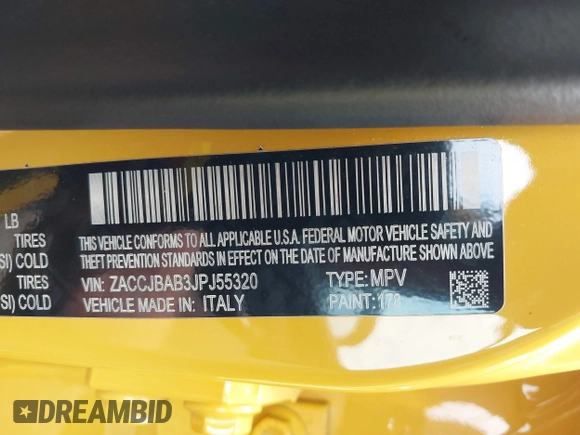 LB
TIRES
SI) COLD
TIRES
SI) COLD
THIS VEHICLE CONFORMS TO ALL APPLICABLE U.S.A. FEDERAL MOTOR VEHICLE SAFETY AND
THEFT PREVENTION STANDARDS IN EFFECT ON THE DATE OF MANUFACTURE SHOWN ABOVE.
VIN: ZACCJBAB3JPJ55320 TYPE: MPV
VEHICLE MADE IN: ITALY PAINT: 178
DREAMBID